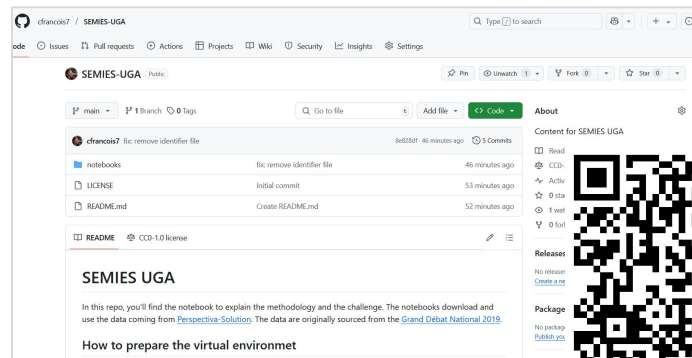 cfrancois7 / SEMIES-UGA
Type / to search
ode Issues Pull requests Actions Projects Wiki Security Insights Settings
SEMIES-UGA Public
Pin Unwatch 1 Fork 0 Star 0
main 1 Branch 0 Tags Go to file t Add file Code
cfrancois7 fix: remove identifier file 8e828df · 46 minutes ago 5 Commits
notebooks fix: remove identifier file 46 minutes ago
LICENSE Initial commit 53 minutes ago
README.md Create README.md 52 minutes ago
README CC0-1.0 license
SEMIES UGA
In this repo, you'll find the notebook to explain the methodology and the challenge. The notebooks download and
use the data coming from Perspectiva-Solution. The data are originally sourced from the Grand Débat National 2019.
How to prepare the virtual environmet
About
Content for SEMIES UGA
Read
CC0-
Activ
0 sta
1 wat
0 forl
Releases
No releases
Create a ne
Package
No packag
Publish you